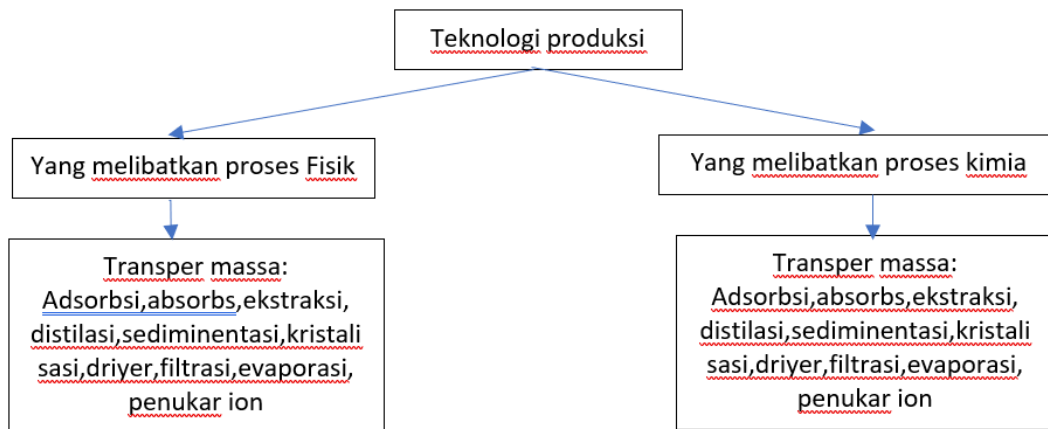 Teknologi produksi
Yang melibatkan proses Fisik
Yang melibatkan proses kimia
Transper massa:
Adsorbsi,absorbs,ekstraksi,
distilasi,sediminentasi,kristali
sasi,driyer,filtrasi,evaporasi,
penukar ion
Transper massa:
Adsorbsi,absorbs,ekstraksi,
distilasi,sediminentasi,kristali
sasi,driyer,filtrasi,evaporasi,
penukar ion